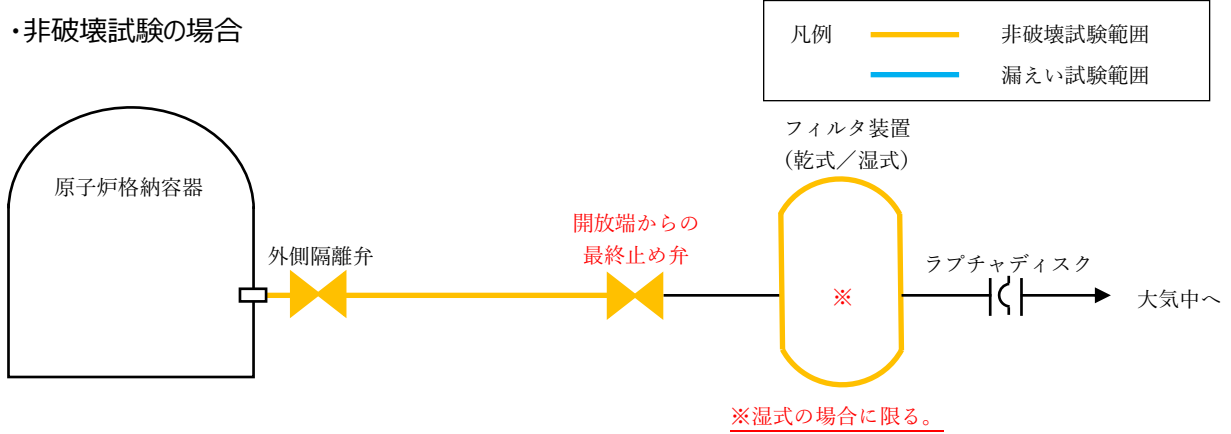 ・非破壊試験の場合
凡例
非破壊試験範囲
漏えい試験範囲
フィルタ装置
(乾式／湿式)
原子炉格納容器
開放端からの
最終止め弁
外側隔離弁
ラプチャディスク
※
大気中へ
※湿式の場合に限る。